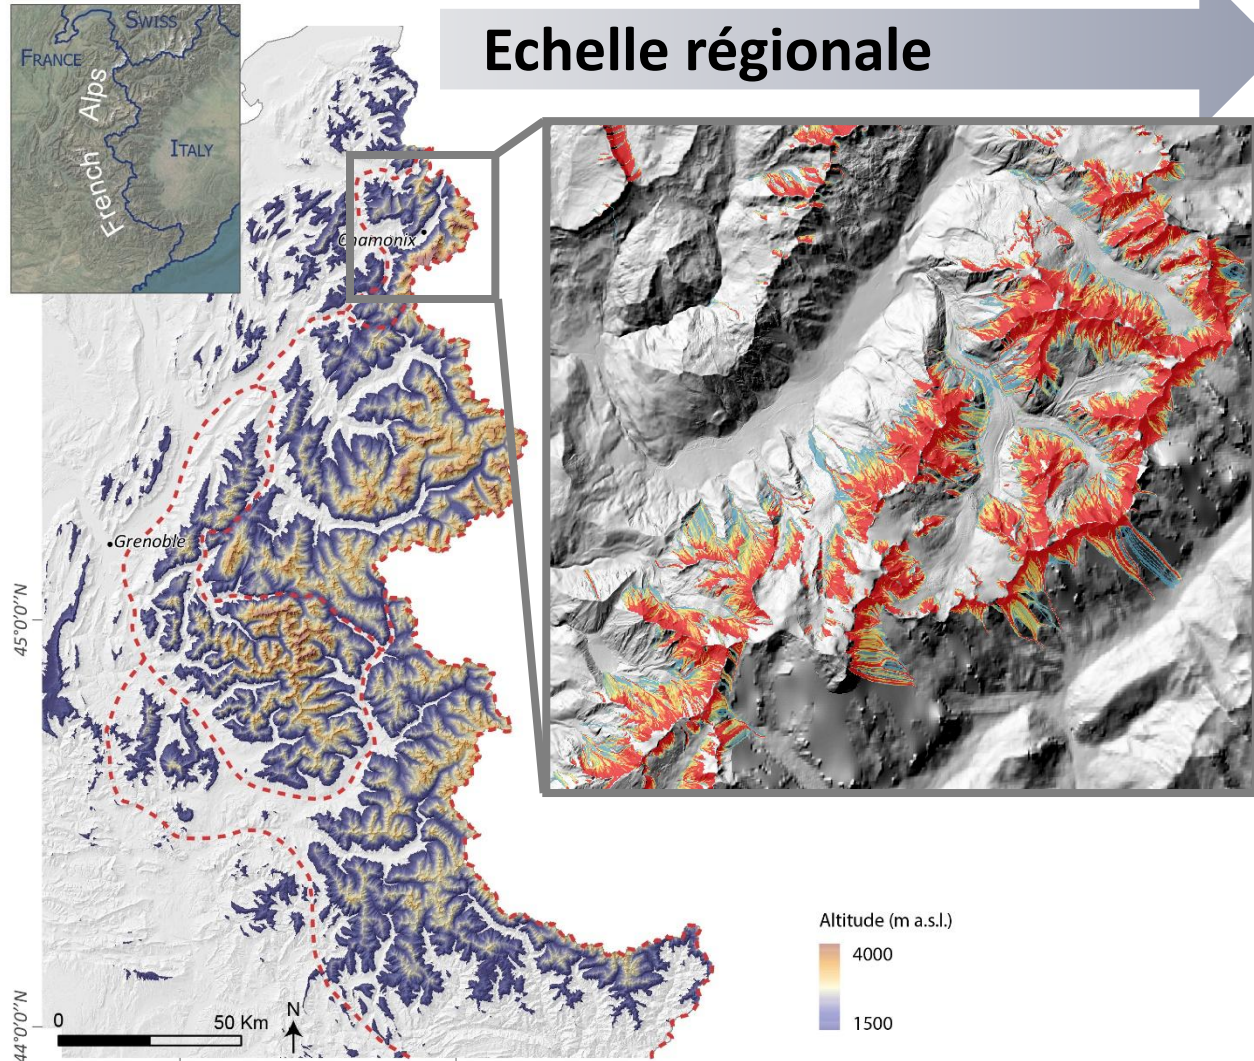 SWISS
FRANCE
French Alps
ITALY
Echelle régionale
Chamonix
Grenoble
45°0'0"N
44°0'0"N
0
50 Km
N
Altitude (m a.s.l.)
4000
1500